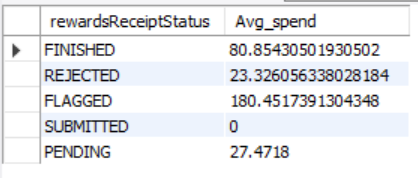 rewardsReceiptStatus Avg_spend
FINISHED 80.85430501930502
REJECTED 23.326056338028184
FLAGGED 180.4517391304348
SUBMITTED 0
PENDING 27.4718